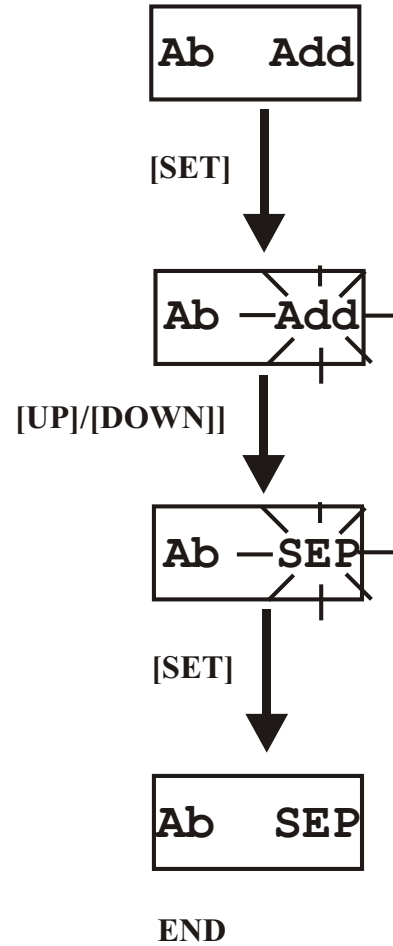 Ab Add
[SET]
Ab Add
[UP]/[DOWN]]
Ab SEP
[SET]
Ab SEP
END